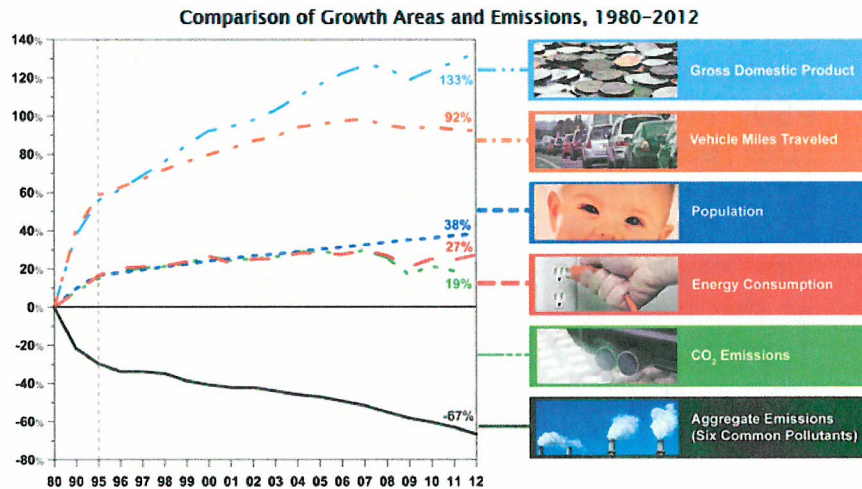 Comparison of Growth Areas and Emissions, 1980-2012
140%
120%
100%
80%
60%
40%
20%
0%
-20%
-40%
-60%
-80%
133%
92%
38%
27%
19%
-67%
80 90 95 96 97 98 99 00 01 02 03 04 05 06 07 08 09 10 11 12
Gross Domestic Product
Vehicle Miles Traveled
Population
Energy Consumption
CO₂ Emissions
Aggregate Emissions
(Six Common Pollutants)